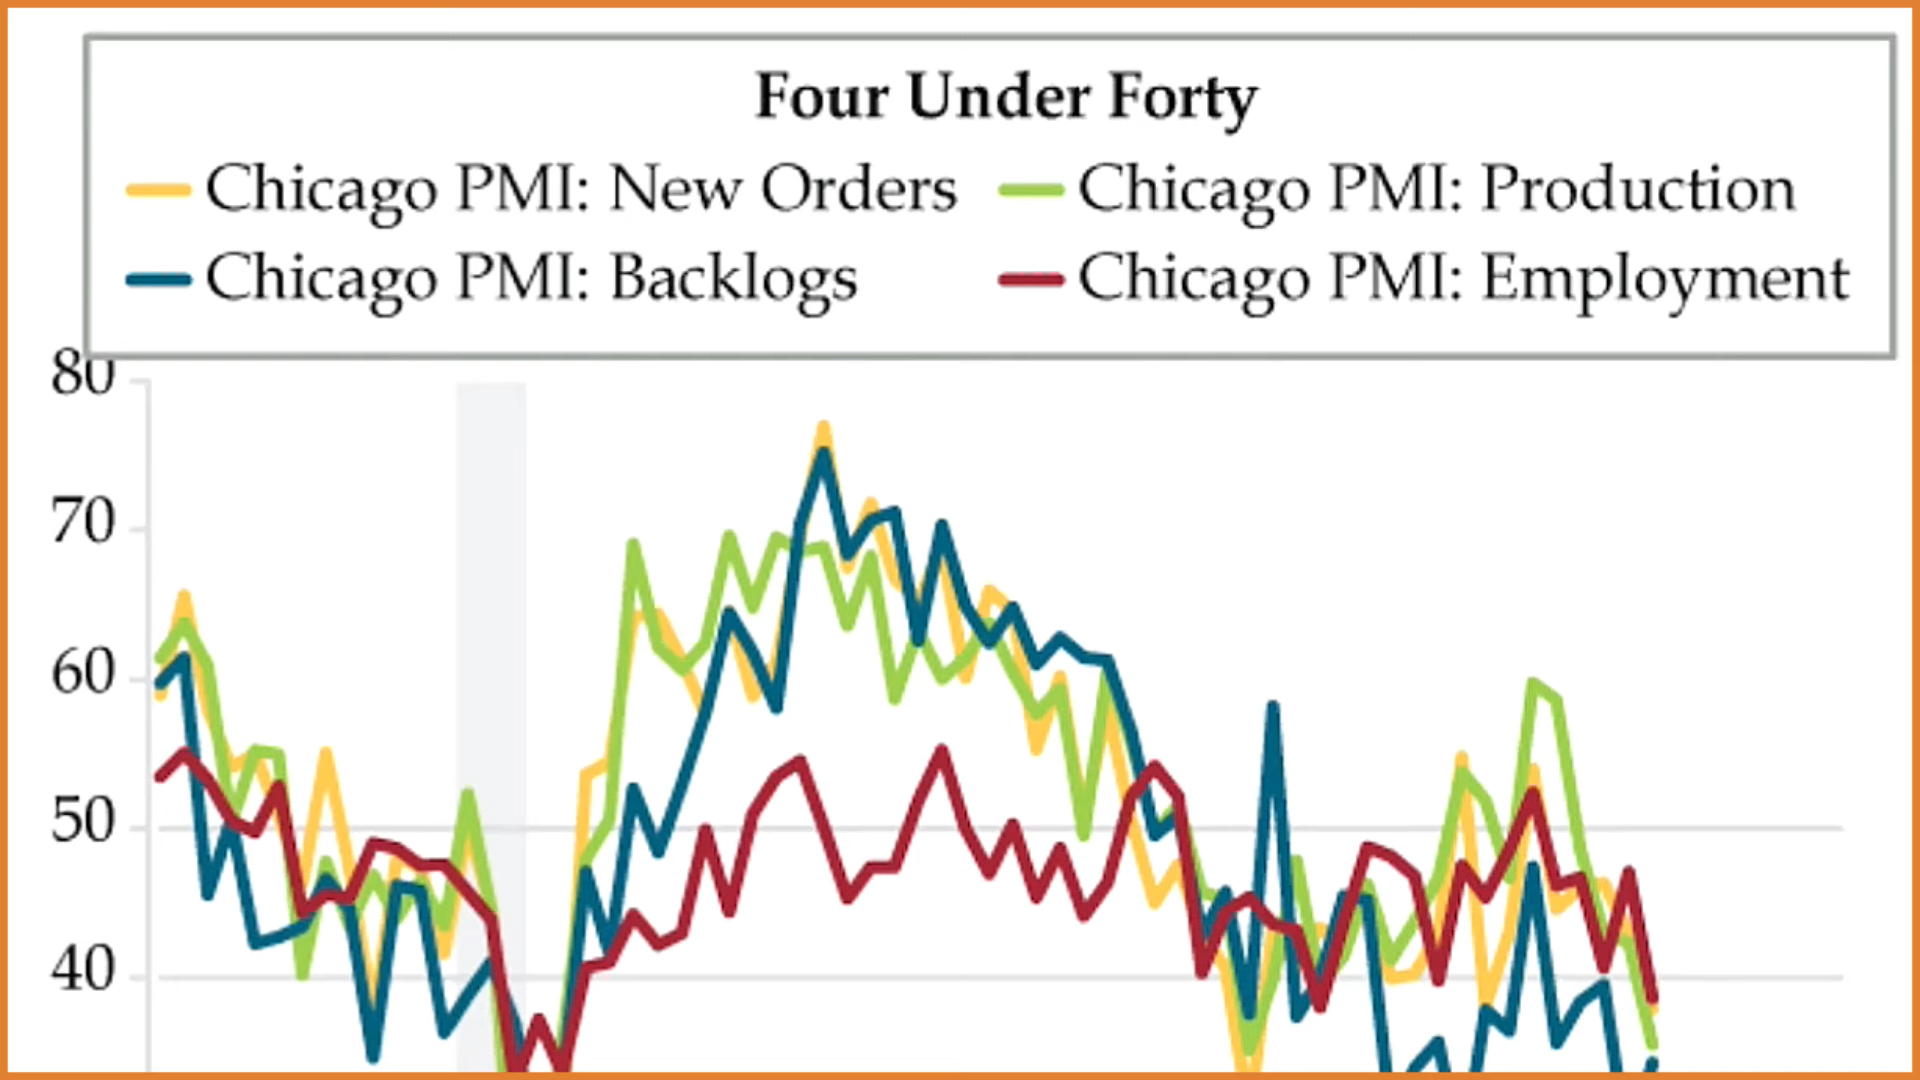 Four Under Forty
Chicago PMI: New Orders
Chicago PMI: Production
Chicago PMI: Backlogs
Chicago PMI: Employment
80
70
60
50
40